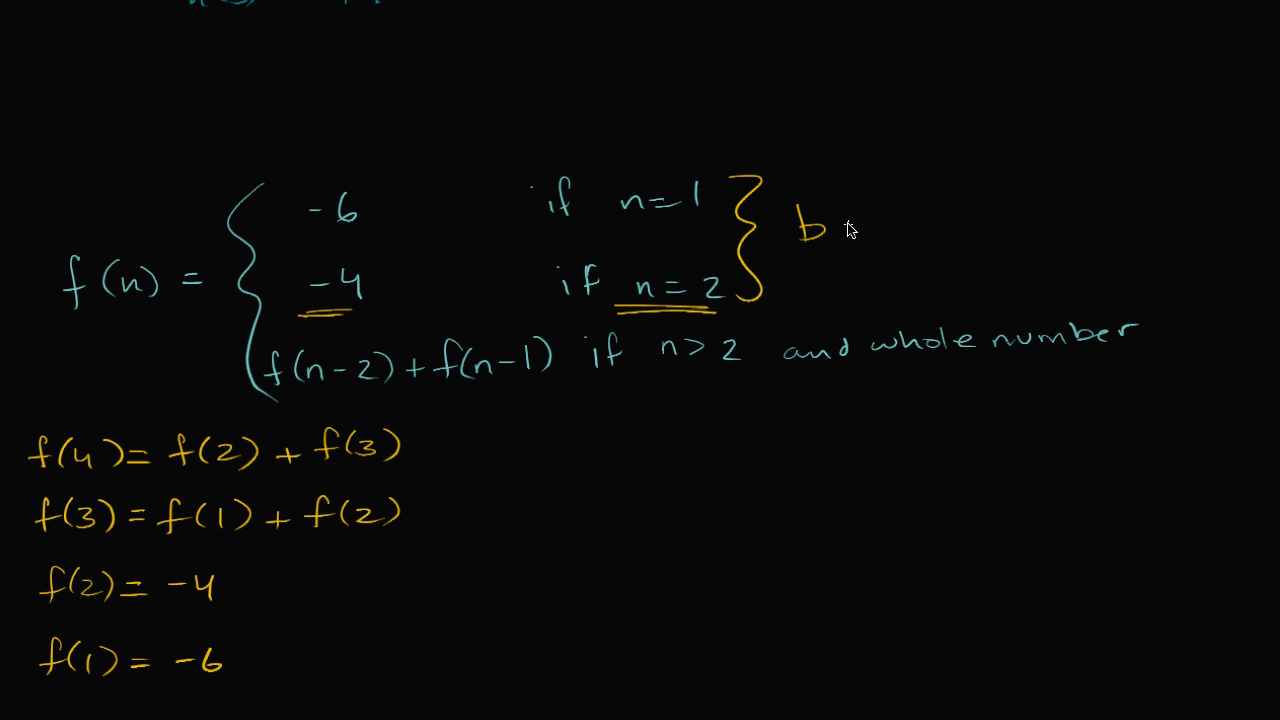 -6 if n=1
b
f(n) =
-4 if n = 2
f(n-2)+f(n-1) if n>2 and whole number
f(4)= f(2) + f(3)
f(3) = f(1) + f(2)
f(2)= -4
f(1)= -6